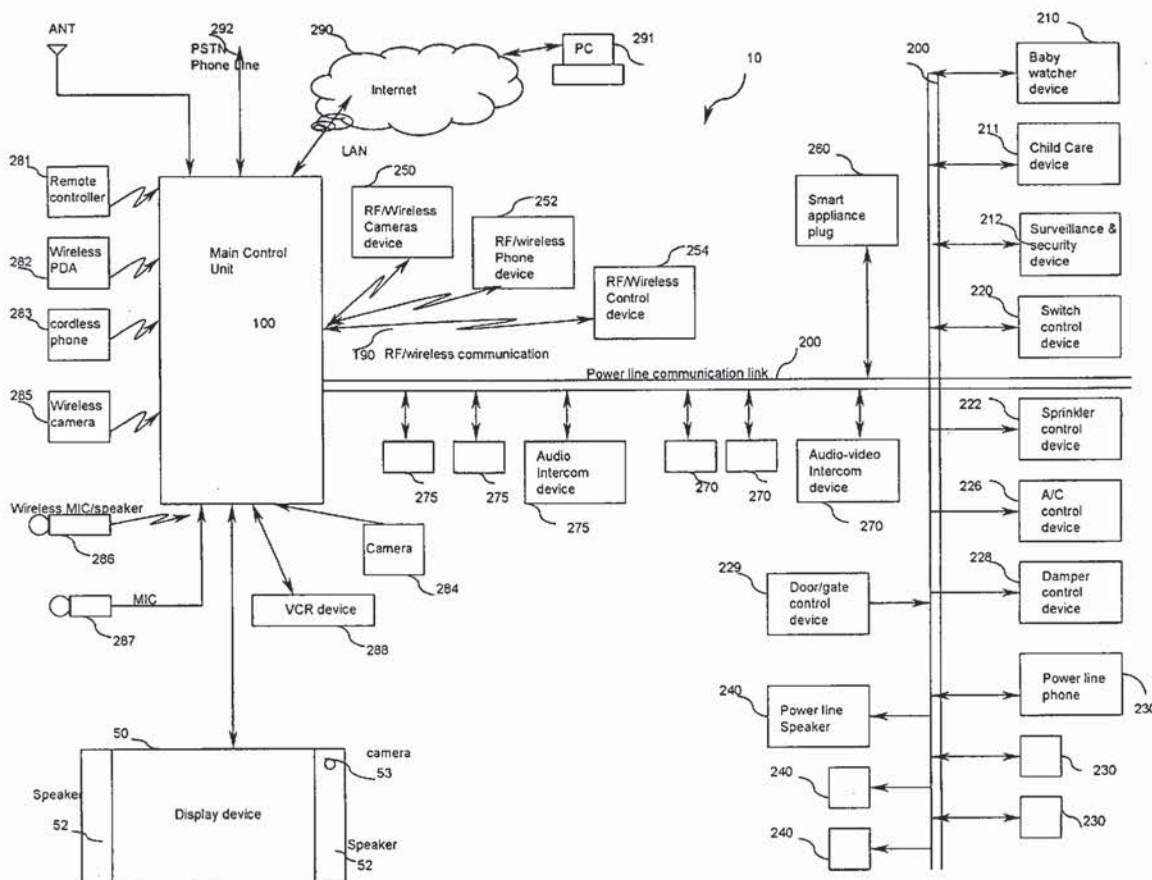 ANT
292
PSTN
Phone Line
290
Internet
LAN
PC
291
10
200
210
Baby
watcher
device
211
Child Care
device
212
Surveillance &
security
device
220
Switch
control
device
281
Remote
controller
282
Wireless
PDA
283
cordless
phone
285
Wireless
camera
Main Control
Unit
100
250
RF/Wireless
Cameras
device
252
RF/wireless
Phone
device
254
RF/Wireless
Control
device
190 RF/wireless communication
260
Smart
appliance
plug
200
Power line communication link
275
275
Audio
Intercom
device
275
270
270
Audio-video
Intercom
device
270
222
Sprinkler
control
device
226
A/C
control
device
228
Damper
control
device
229
Door/gate
control
device
Wireless MIC/speaker
286
MIC
287
Camera
284
VCR device
288
240
Power line
Speaker
240
240
Power line
phone
230
230
230
50
camera
53
Speaker
52
Display device
Speaker
52